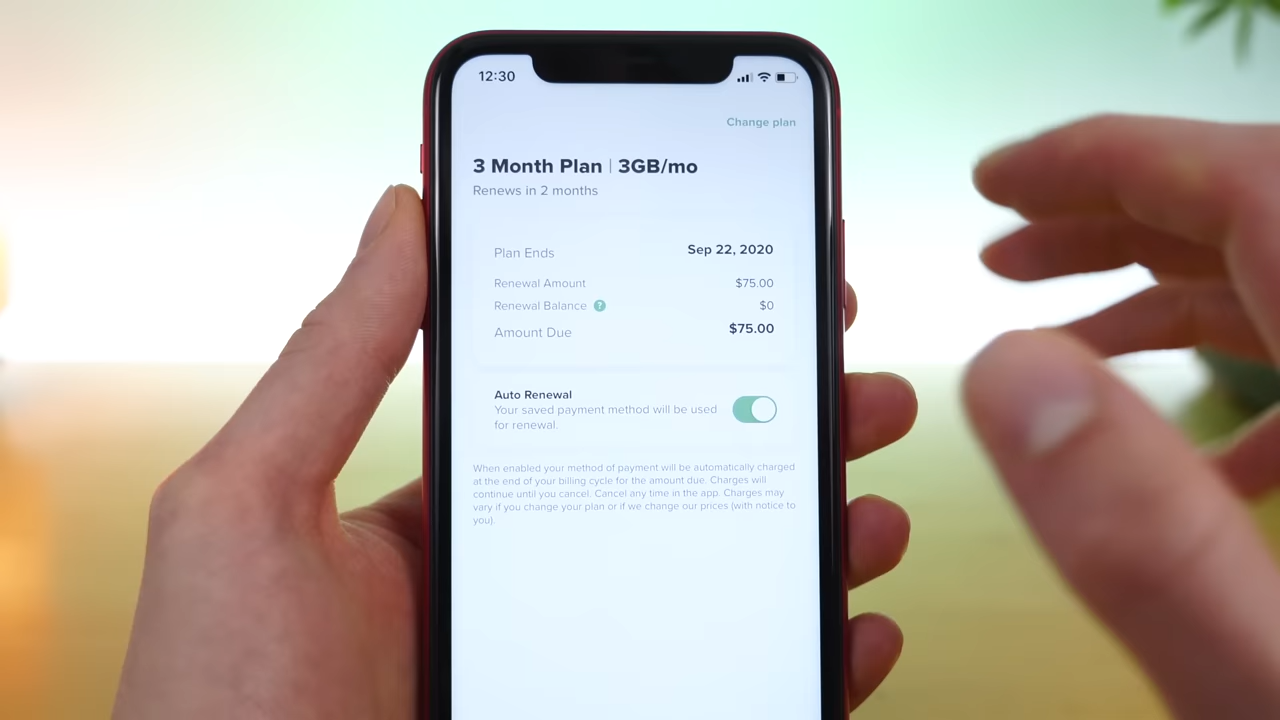 12:30
Change plan
3 Month Plan | 3GB/mo
Renews in 2 months
Plan Ends Sep 22, 2020
Renewal Amount $75.00
Renewal Balance ? $0
Amount Due $75.00
Auto Renewal
Your saved payment method will be used
for renewal.
When enabled your method of payment will be automatically charged
at the end of your billing cycle for the amount due. Charges will
continue until you cancel. Cancel any time in the app. Charges may
vary if you change your plan or if we change our prices (with notice to
you).